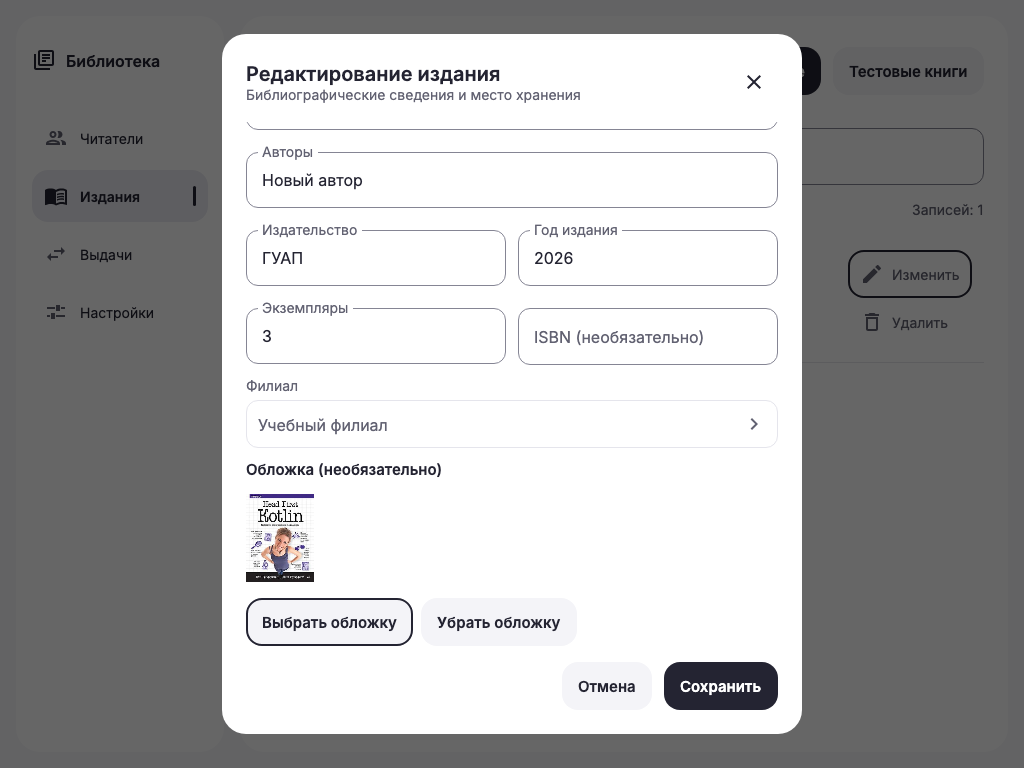 Библиотека
Читатели
Издания
Выдачи
Настройки
Тестовые книги
Записей: 1
Изменить
Удалить
Редактирование издания
Библиографические сведения и место хранения
Авторы
Новый автор
Издательство
ГУАП
Год издания
2026
Экземпляры
3
ISBN (необязательно)
Филиал
Учебный филиал
Обложка (необязательно)
Head First
Kotlin
Выбрать обложку
Убрать обложку
Отмена
Сохранить